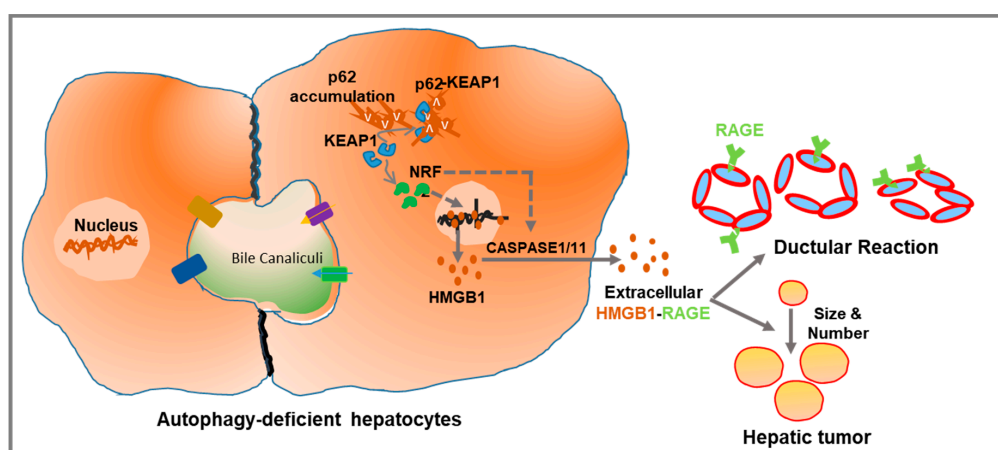 p62
accumulation
p62-KEAP1
KEAP1
NRF
2
Nucleus
Bile Canaliculi
CASPASE1/11
HMGB1
Extracellular
HMGB1-RAGE
RAGE
Ductular Reaction
Size &
Number
Hepatic tumor
Autophagy-deficient hepatocytes